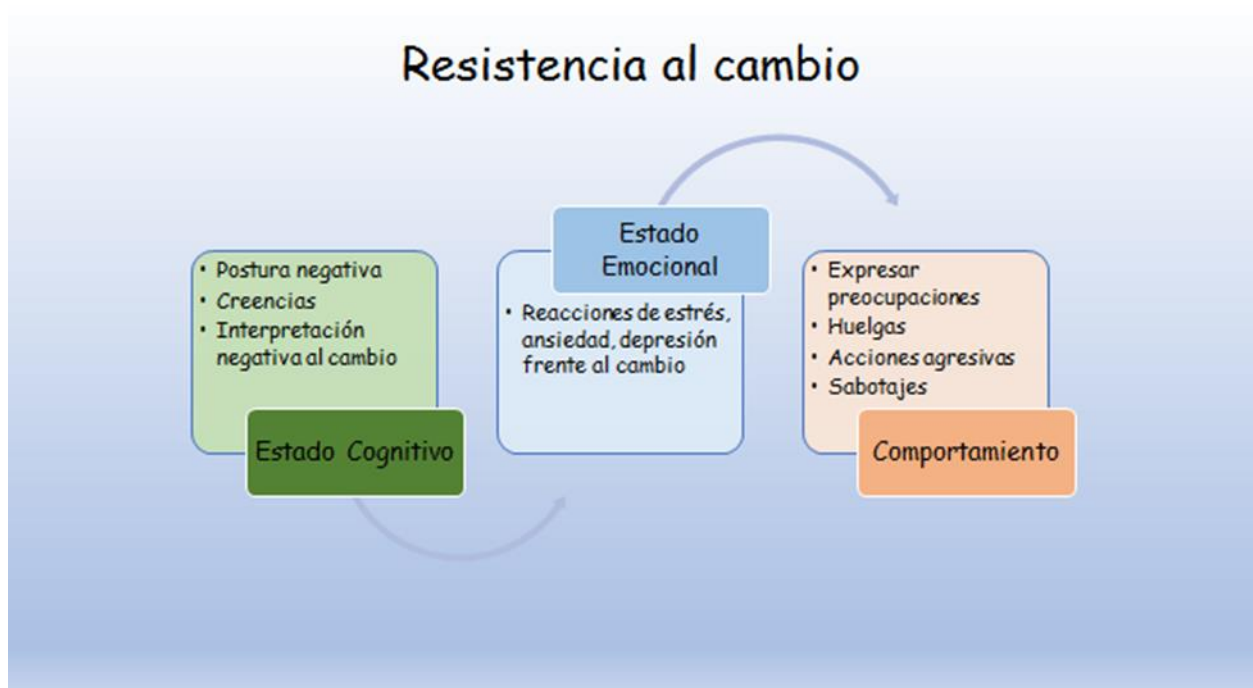 Resistencia al cambio
• Postura negativa
• Creencias
• Interpretación
negativa al cambio
Estado Cognitivo
Estado
Emocional
• Reacciones de estrés,
ansiedad, depresión
frente al cambio
• Expresar
preocupaciones
• Huelgas
• Acciones agresivas
• Sabotajes
Comportamiento